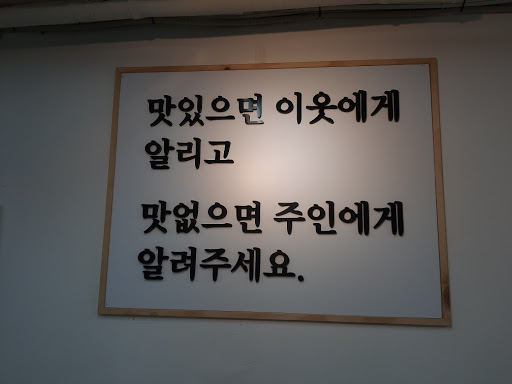 맛있으면 이웃에게
알리고
맛없으면 주인에게
알려주세요.